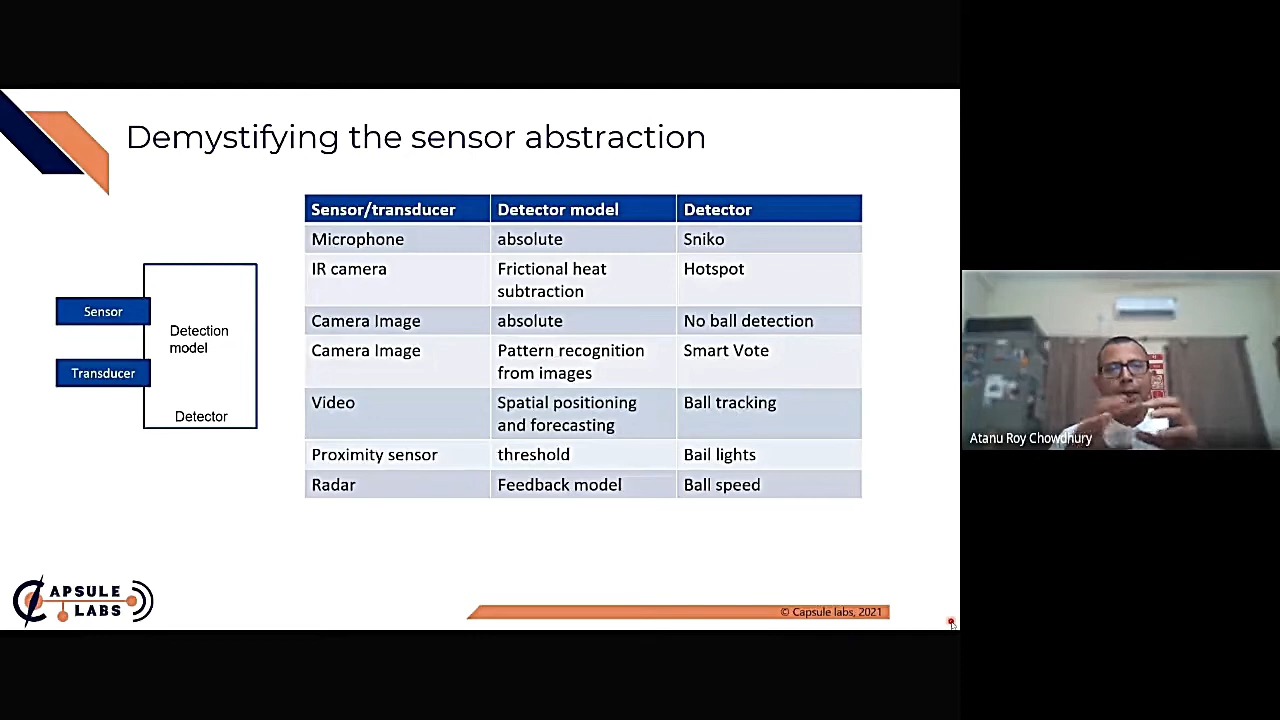 Demystifying the sensor abstraction
Sensor
Transducer
Detection
model
Detector
Sensor/transducer Detector model Detector
Microphone absolute Sniko
IR camera Frictional heat Hotspot
subtraction
Camera Image absolute No ball detection
Camera Image Pattern recognition Smart Vote
from images
Video Spatial positioning Ball tracking
and forecasting
Proximity sensor threshold Bail lights
Radar Feedback model Ball speed
CAPSULE
LABS
© Capsule labs, 2021
Atanu Roy Chowdhury